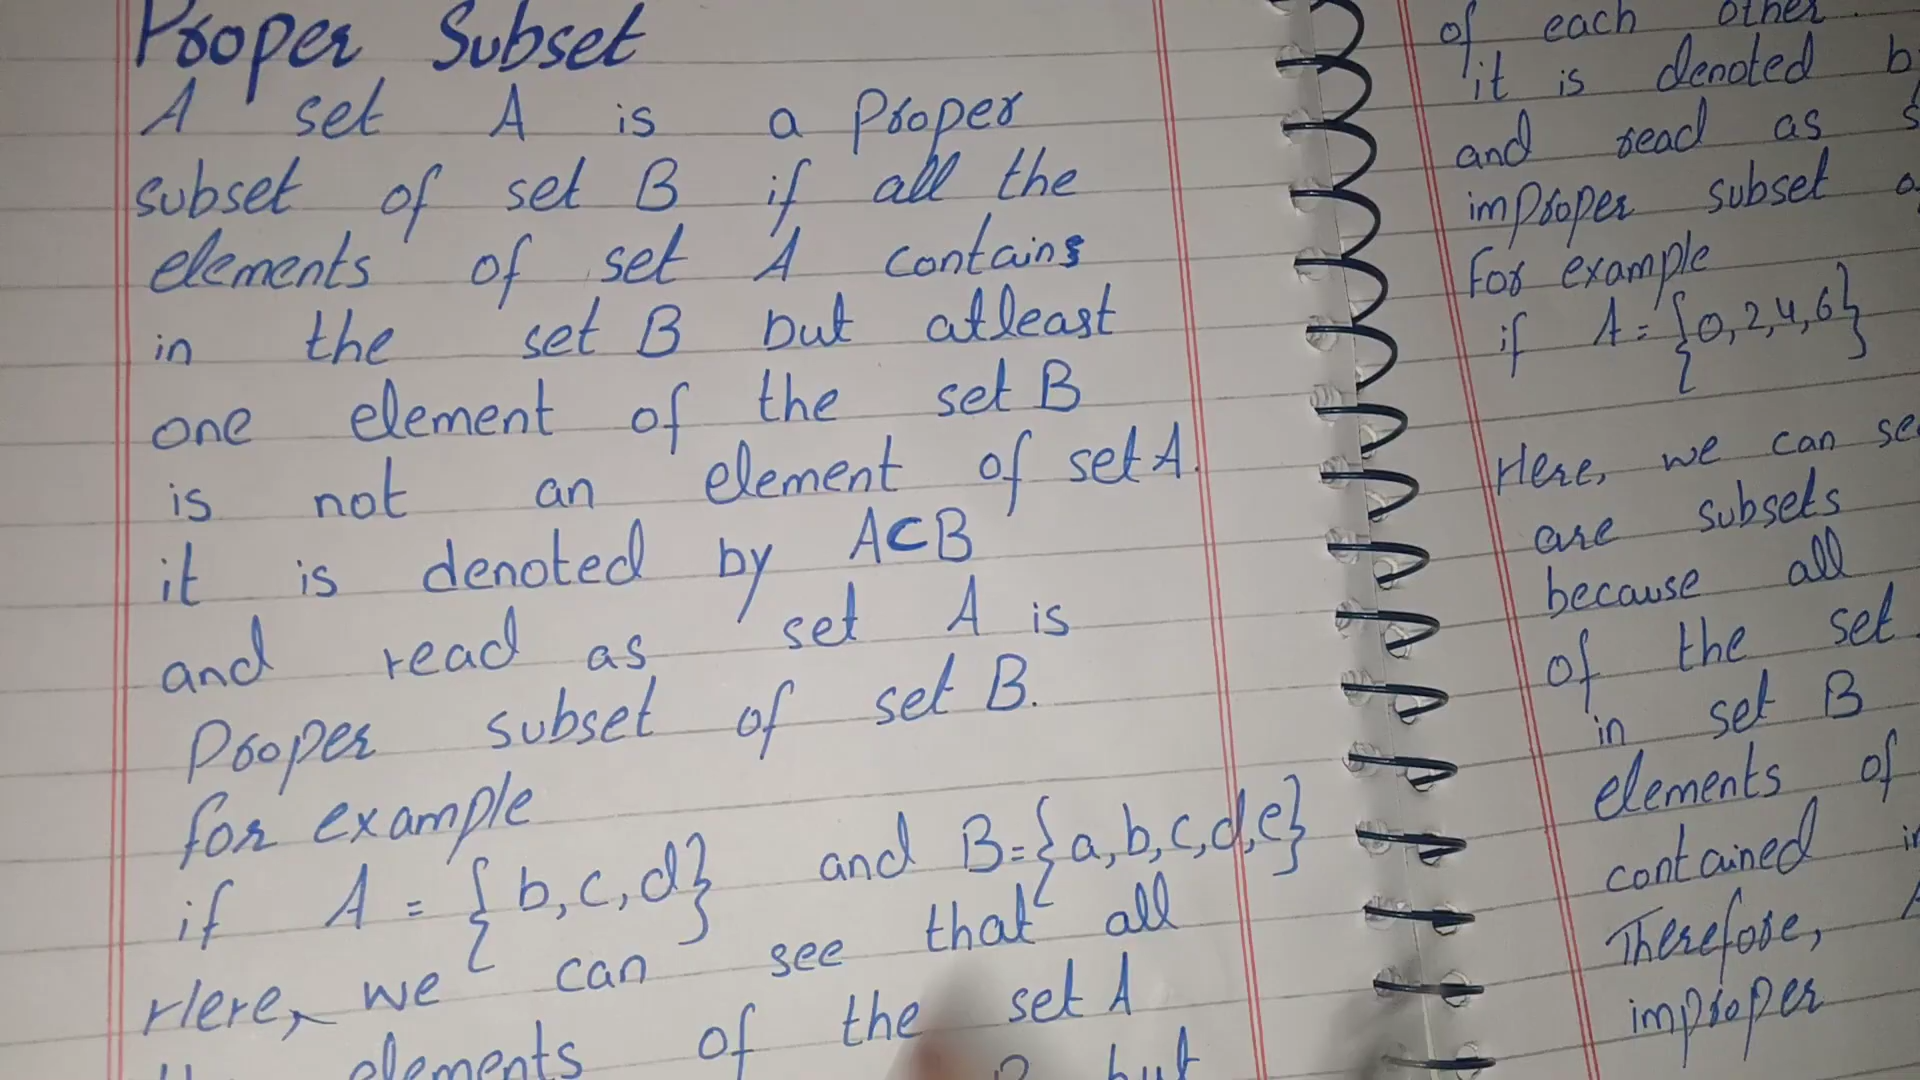 Proper Subset
A set A is a proper
subset of set B if all the
elements of set A contains
in the set B but atleast
one element of the set B
is not an element of set A.
it is denoted by A⊂B
and read as set A is
Proper subset of set B.
for example
if A = {b, c, d} and B = {a, b, c, d, e}
Here, we can see that all
elements of the set A
but
of each other.
it is denoted b
and read as
improper subset
For example
if A = {0, 2, 4, 6}
Here, we can se
are subsets
because all
of the set
in set B
elements of
contained
Therefore,
improper